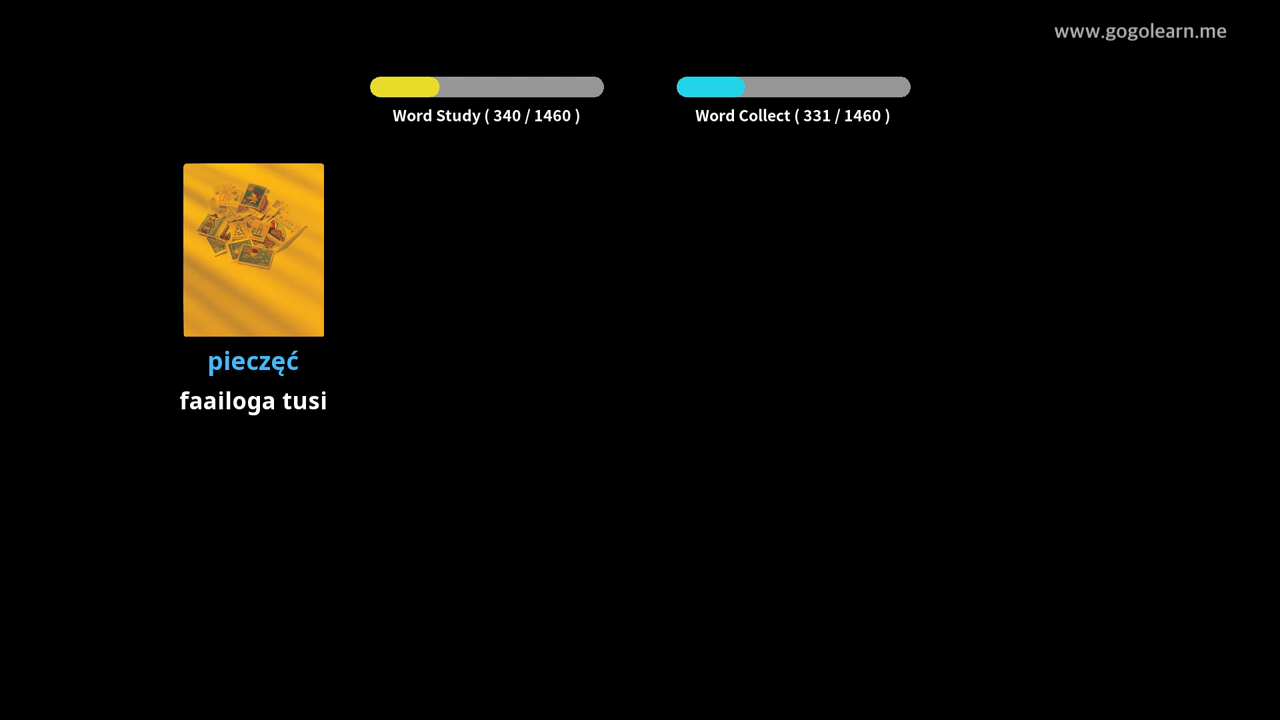 www.gogolearn.me
Word Study ( 340 / 1460 )
Word Collect ( 331 / 1460 )
pieczęć
faailoga tusi